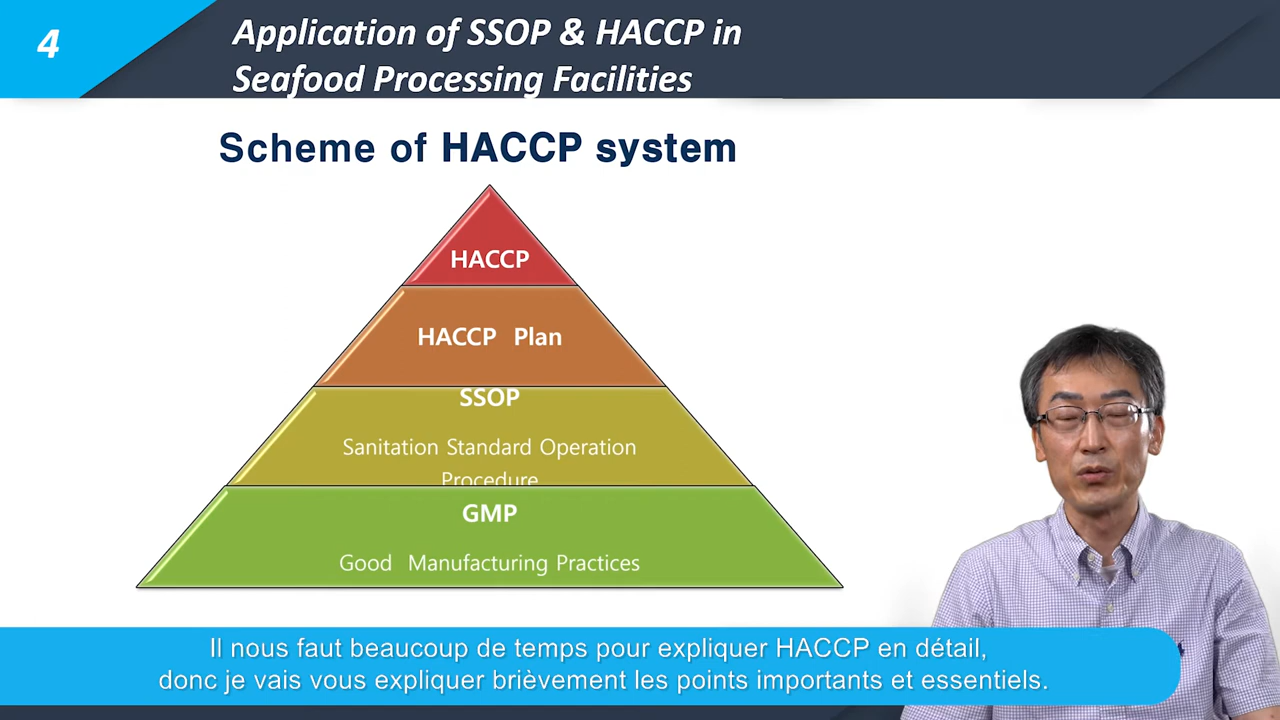 4
Application of SSOP & HACCP in
Seafood Processing Facilities
Scheme of HACCP system
HACCP
HACCP Plan
SSOP
Sanitation Standard Operation
Procedure
GMP
Good Manufacturing Practices
Il nous faut beaucoup de temps pour expliquer HACCP en détail,
donc je vais vous expliquer brièvement les points importants et essentiels.